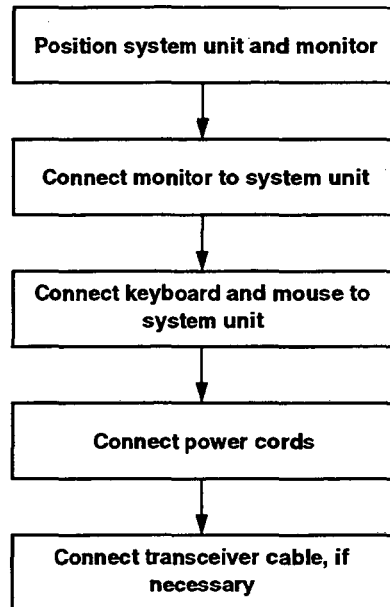 Position system unit and monitor
Connect monitor to system unit
Connect keyboard and mouse to
system unit
Connect power cords
Connect transceiver cable, if
necessary